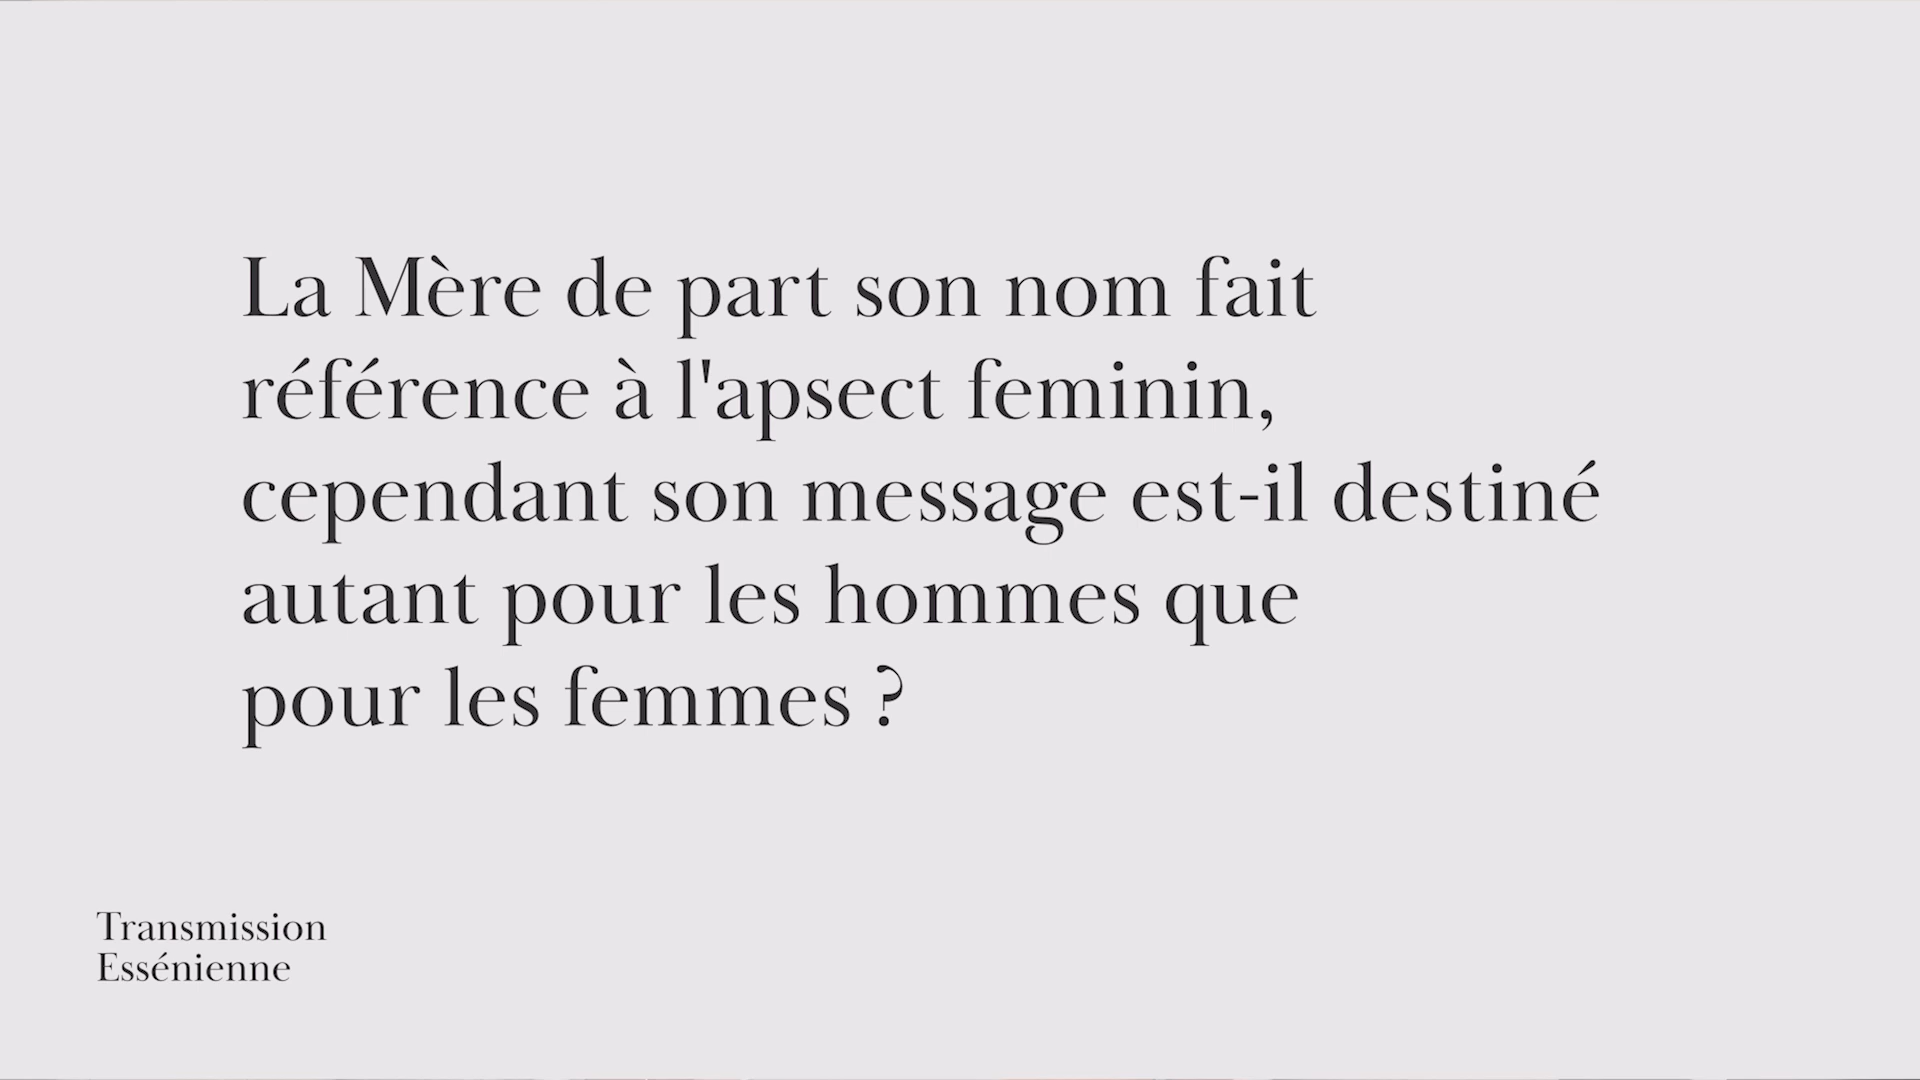 La Mère de part son nom fait
référence à l'apsect feminin,
cependant son message est-il destiné
autant pour les hommes que
pour les femmes ?
Transmission
Essénienne